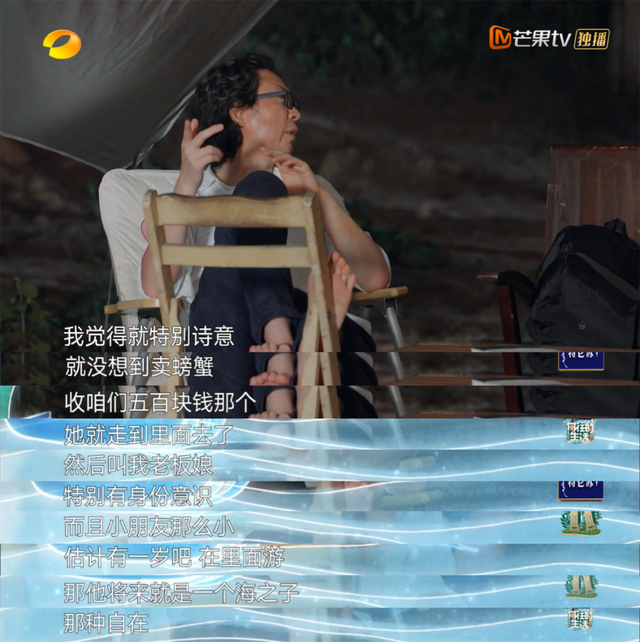 芒果tv 独播
我觉得就特别诗意
就没想到卖螃蟹
收咱们五百块钱那个
她就走到里面去了
然后叫我老板娘
特别有身份意识
而且小朋友那么小
估计有一岁吧 在里面游
那他将来就是一个海之子
那种自在